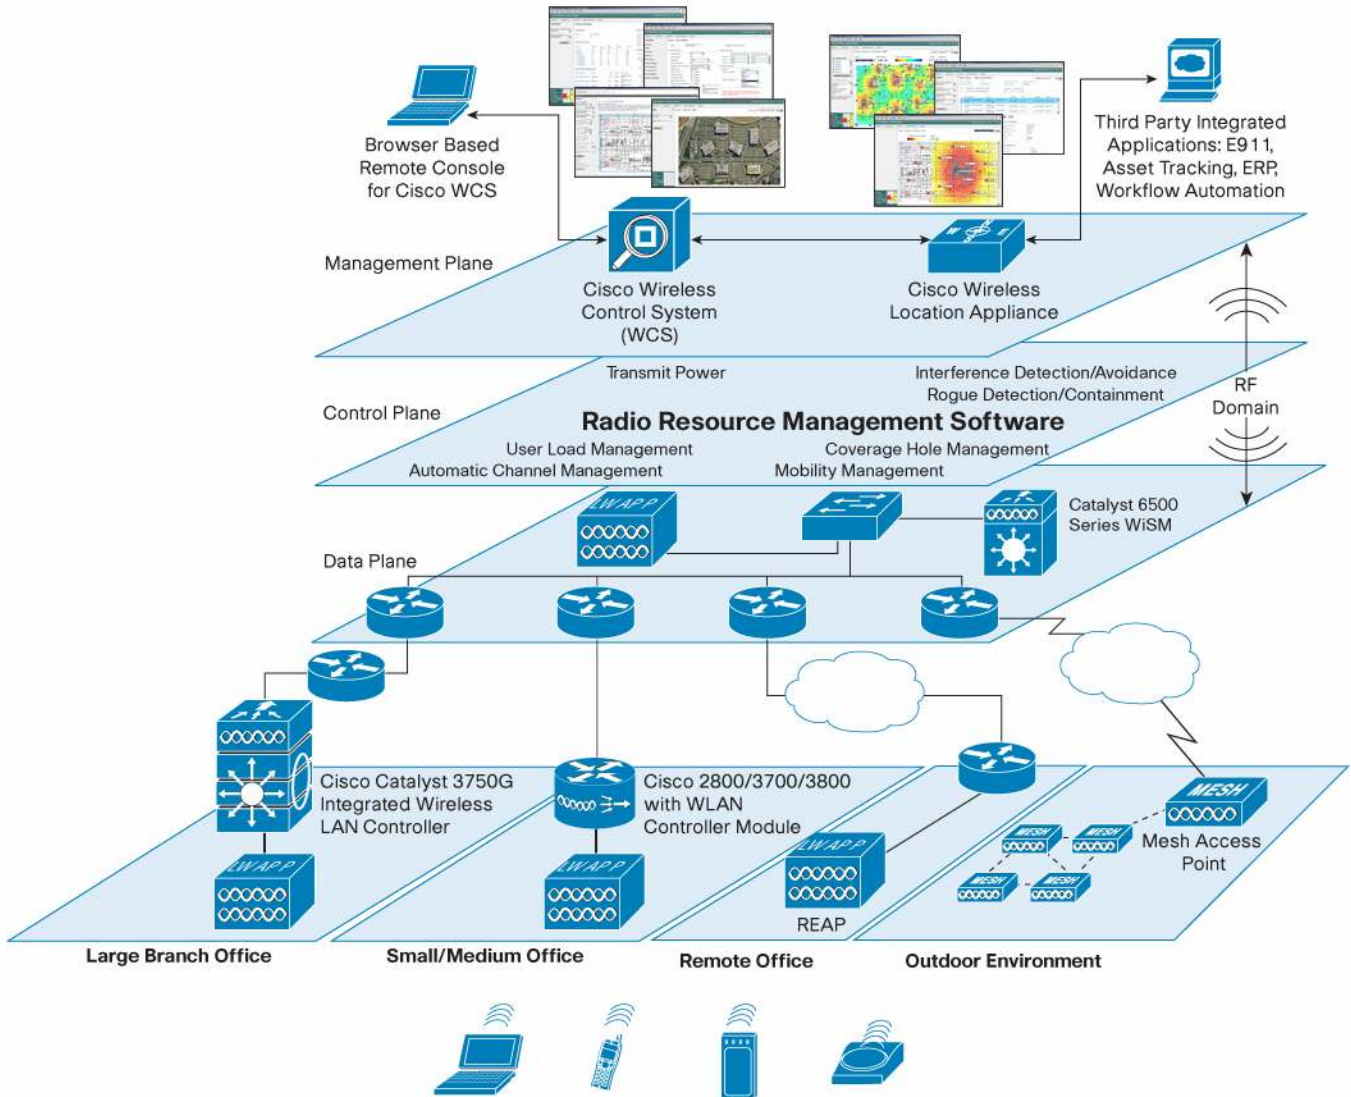 Browser Based
Remote Console
for Cisco WCS
Third Party Integrated
Applications: E911,
Asset Tracking, ERP,
Workflow Automation
Management Plane
Cisco Wireless
Control System
(WCS)
Cisco Wireless
Location Appliance
Transmit Power
Interference Detection/Avoidance
Rogue Detection/Containment
Control Plane
Radio Resource Management Software
RF
Domain
User Load Management
Coverage Hole Management
Automatic Channel Management
Mobility Management
LWAPP
Catalyst 6500
Series WiSM
Data Plane
Cisco Catalyst 3750G
Integrated Wireless
LAN Controller
Cisco 2800/3700/3800
with WLAN
Controller Module
LWAPP
LWAPP
LWAPP
REAP
MESH
MESH
MESH
MESH
MESH
Mesh Access
Point
Large Branch Office
Small/Medium Office
Remote Office
Outdoor Environment